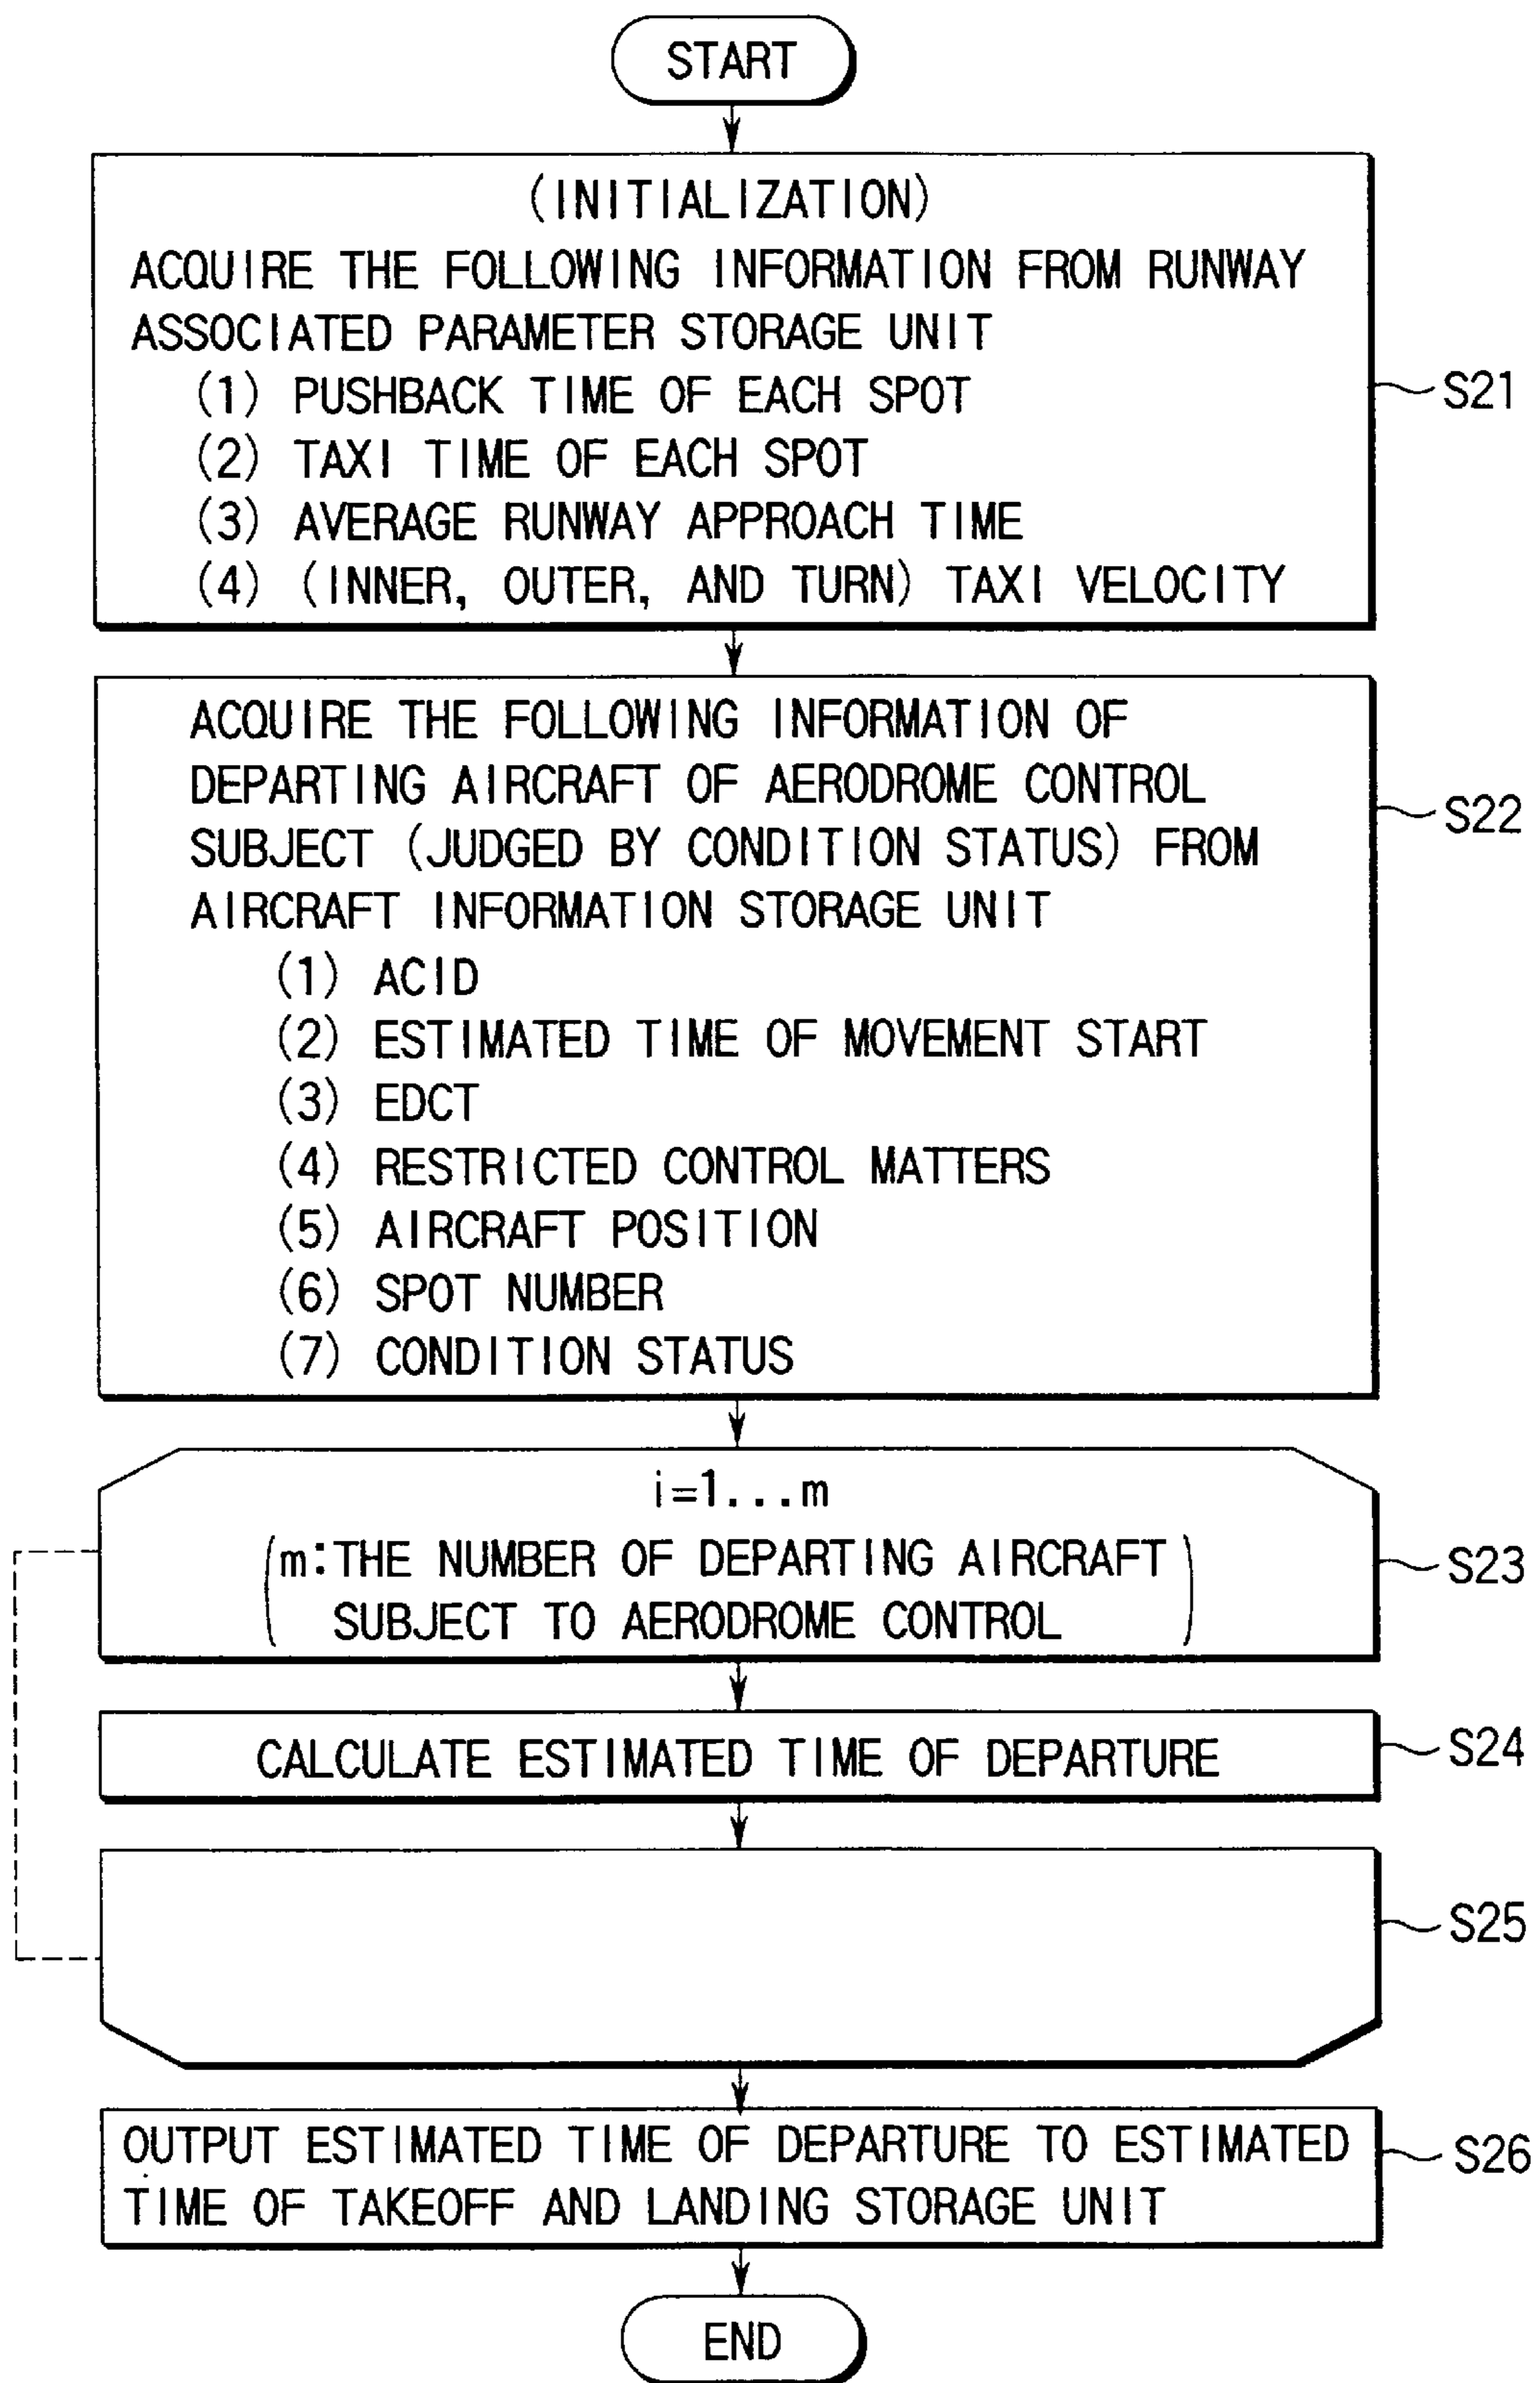 START
(INITIALIZATION)
ACQUIRE THE FOLLOWING INFORMATION FROM RUNWAY
ASSOCIATED PARAMETER STORAGE UNIT
(1) PUSHBACK TIME OF EACH SPOT
(2) TAXI TIME OF EACH SPOT
(3) AVERAGE RUNWAY APPROACH TIME
(4) (INNER, OUTER, AND TURN) TAXI VELOCITY
S21
ACQUIRE THE FOLLOWING INFORMATION OF
DEPARTING AIRCRAFT OF AERODROME CONTROL
SUBJECT (JUDGED BY CONDITION STATUS) FROM
AIRCRAFT INFORMATION STORAGE UNIT
(1) ACID
(2) ESTIMATED TIME OF MOVEMENT START
(3) EDCT
(4) RESTRICTED CONTROL MATTERS
(5) AIRCRAFT POSITION
(6) SPOT NUMBER
(7) CONDITION STATUS
S22
i=1...m
(m:THE NUMBER OF DEPARTING AIRCRAFT
SUBJECT TO AERODROME CONTROL)
S23
CALCULATE ESTIMATED TIME OF DEPARTURE
S24
S25
OUTPUT ESTIMATED TIME OF DEPARTURE TO ESTIMATED
TIME OF TAKEOFF AND LANDING STORAGE UNIT
S26
END